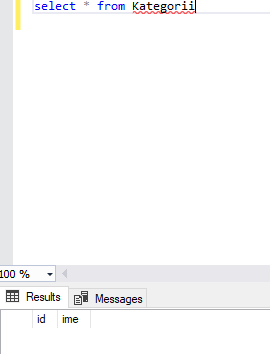 select * from Kategorii
100 %
Results
Messages
id ime